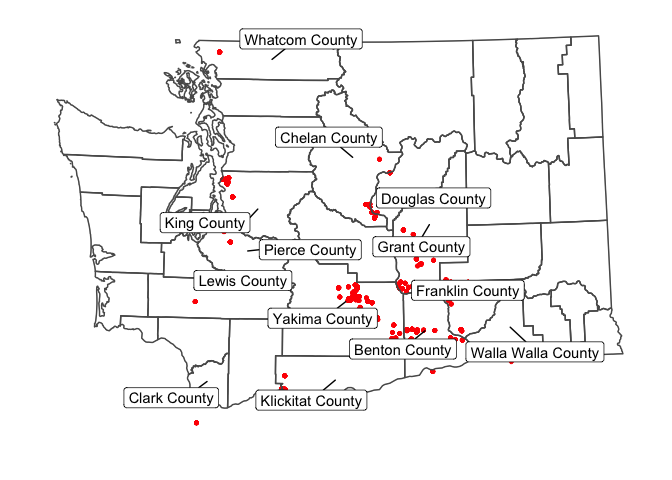 Whatcom County
Chelan County
Douglas County
King County
Grant County
Pierce County
Lewis County
Franklin County
Yakima County
Benton County
Walla Walla County
Clark County
Klickitat County